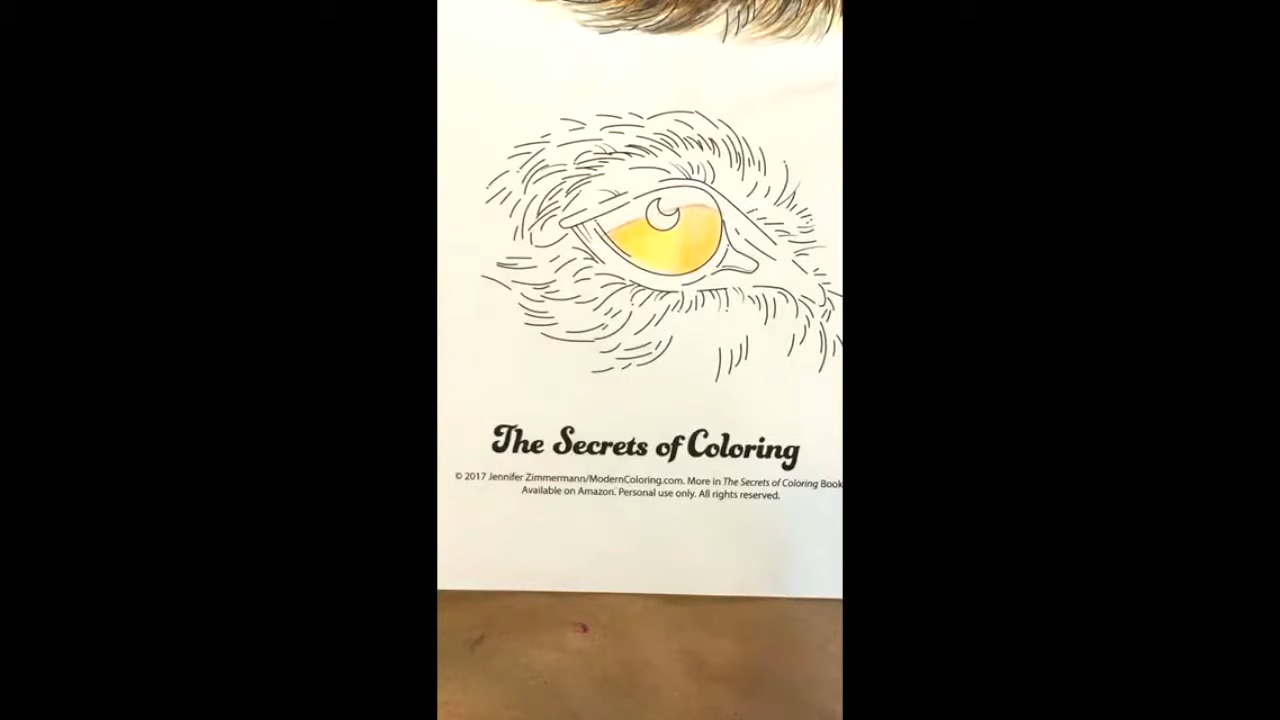 The Secrets of Coloring
© 2017 Jennifer Zimmermann/ModernColoring.com. More in The Secrets of Coloring Book
Available on Amazon. Personal use only. All rights reserved.